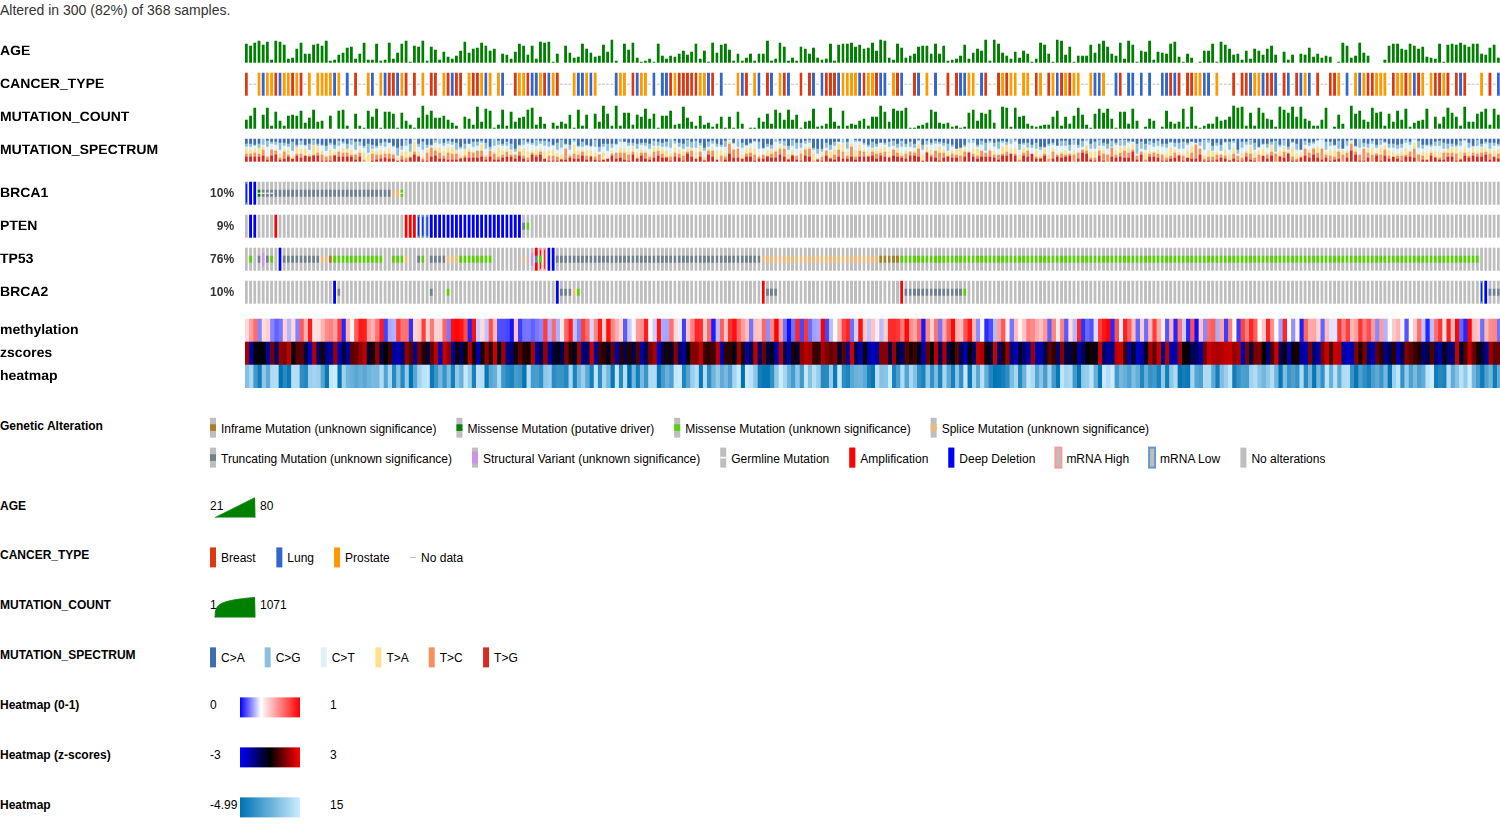 Altered in 300 (82%) of 368 samples.
AGE
CANCER_TYPE
MUTATION_COUNT
MUTATION_SPECTRUM
BRCA1 10%
PTEN 9%
TP53 76%
BRCA2 10%
methylation
zscores
heatmap
Genetic Alteration Inframe Mutation (unknown significance) Missense Mutation (putative driver) Missense Mutation (unknown significance) Splice Mutation (unknown significance)
Truncating Mutation (unknown significance) Structural Variant (unknown significance) Germline Mutation Amplification Deep Deletion mRNA High mRNA Low No alterations
AGE 21 80
CANCER_TYPE Breast Lung Prostate No data
MUTATION_COUNT 1 1071
MUTATION_SPECTRUM C>A C>G C>T T>A T>C T>G
Heatmap (0-1) 0 1
Heatmap (z-scores) -3 3
Heatmap -4.99 15